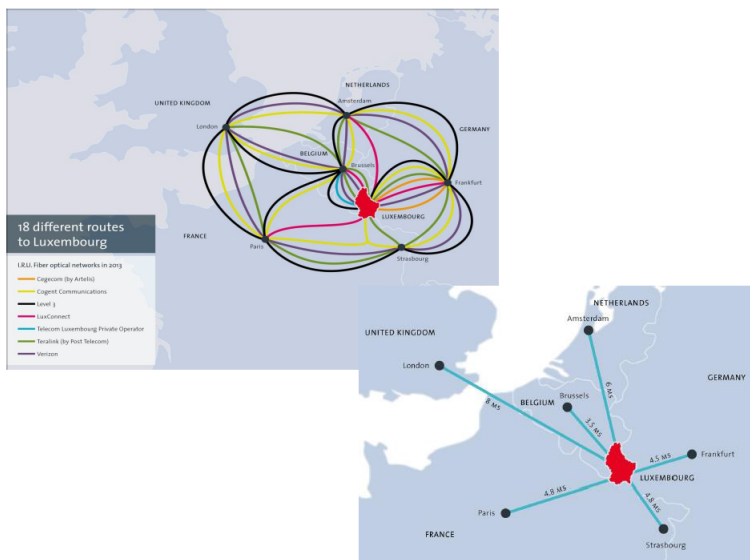 NETHERLANDS
Amsterdam
UNITED KINGDOM
London
GERMANY
BELGIUM
Brussels
Frankfurt
LUXEMBOURG
18 different routes
to Luxembourg
FRANCE
Paris
Strasbourg
I.R.U. Fiber optical networks in 2013
Cegecom (by Artelis)
Cogent Communications
Level 3
LuxConnect
Telecom Luxembourg Private Operator
Teralink (by Post Telecom)
Verizon
NETHERLANDS
Amsterdam
UNITED KINGDOM
London
GERMANY
6 MS
Brussels
BELGIUM
8 MS
3.5 MS
4.5 MS
Frankfurt
LUXEMBOURG
4.8 MS
4.8 MS
Paris
FRANCE
Strasbourg